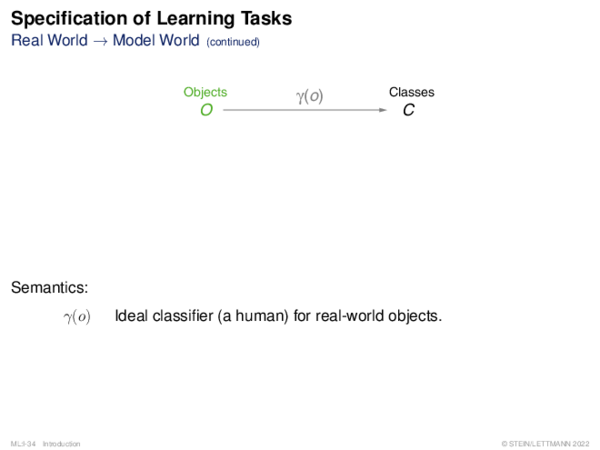 Specification of Learning Tasks
Real World → Model World (continued)
Objects γ(o) Classes
O C
Semantics:
γ(o) Ideal classifier (a human) for real-world objects.
ML:I-34 Introduction © STEIN/LETTMANN 2022